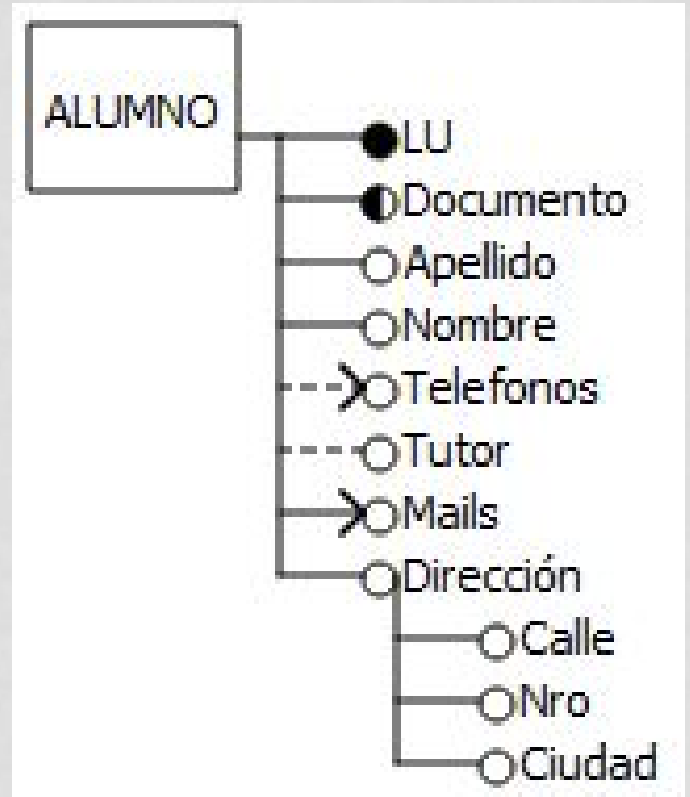 ALUMNO
LU
Documento
Apellido
Nombre
Telefonos
Tutor
Mails
Dirección
Calle
Nro
Ciudad